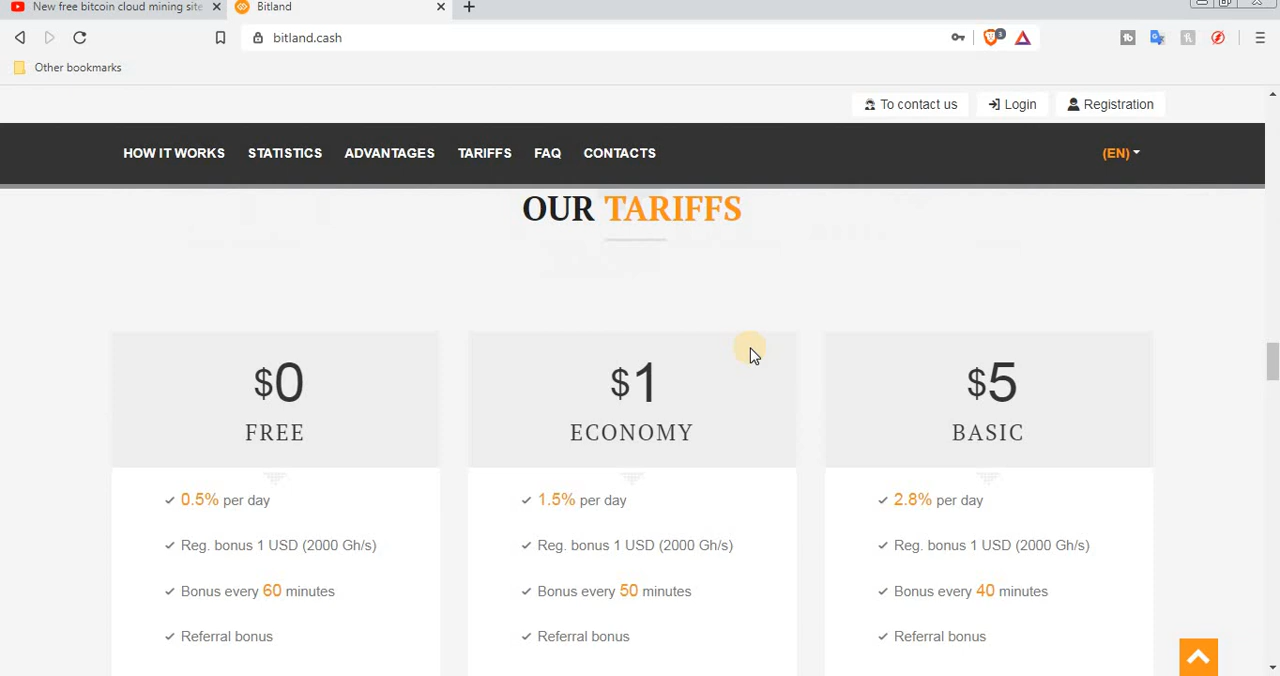 New free bitcoin cloud mining site
Bitland
bitland.cash
3
Other bookmarks
To contact us
Login
Registration
HOW IT WORKS
STATISTICS
ADVANTAGES
TARIFFS
FAQ
CONTACTS
(EN)
OUR TARIFFS
$0
FREE
0.5% per day
Reg. bonus 1 USD (2000 Gh/s)
Bonus every 60 minutes
Referral bonus
$1
ECONOMY
1.5% per day
Reg. bonus 1 USD (2000 Gh/s)
Bonus every 50 minutes
Referral bonus
$5
BASIC
2.8% per day
Reg. bonus 1 USD (2000 Gh/s)
Bonus every 40 minutes
Referral bonus